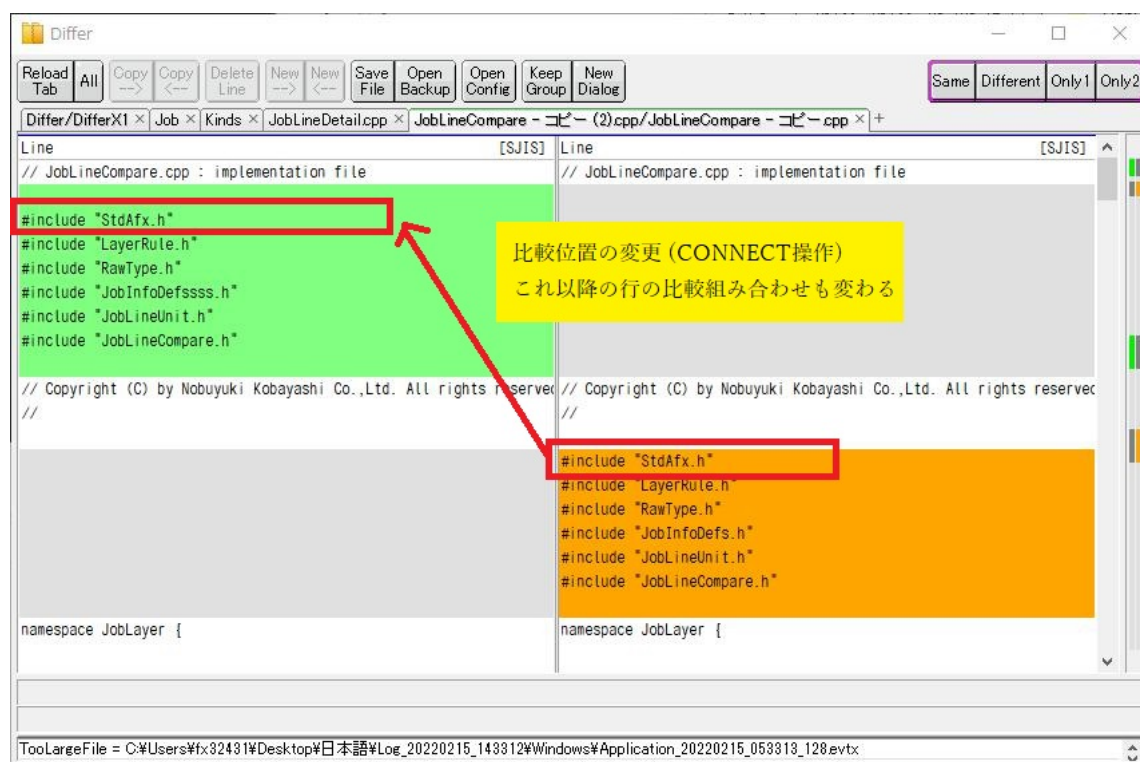 Differ
Reload Tab All Copy --> Copy <-- Delete Line New --> New <-- Save File Open Backup Open Config Keep Group New Dialog Same Different Only1 Only2
Differ/DifferX1 × Job × Kinds × JobLineDetail.cpp × JobLineCompare - コピー (2).cpp/JobLineCompare - コピー.cpp × +
Line [SJIS] Line [SJIS]
// JobLineCompare.cpp : implementation file
// JobLineCompare.cpp : implementation file
#include "StdAfx.h"
#include "LayerRule.h"
#include "RawType.h"
#include "JobInfoDefssss.h"
#include "JobLineUnit.h"
#include "JobLineCompare.h"
比較位置の変更 (CONNECT操作)
これ以降の行の比較組み合わせも変わる
// Copyright (C) by Nobuyuki Kobayashi Co.,Ltd. All rights reserved
//
// Copyright (C) by Nobuyuki Kobayashi Co.,Ltd. All rights reserved
//
#include "StdAfx.h"
#include "LayerRule.h"
#include "RawType.h"
#include "JobInfoDefs.h"
#include "JobLineUnit.h"
#include "JobLineCompare.h"
namespace JobLayer {
namespace JobLayer {
TooLargeFile = C:¥Users¥fx32431¥Desktop¥日本語¥Log_20220215_143312¥Windows¥Application_20220215_053313_128.evtx